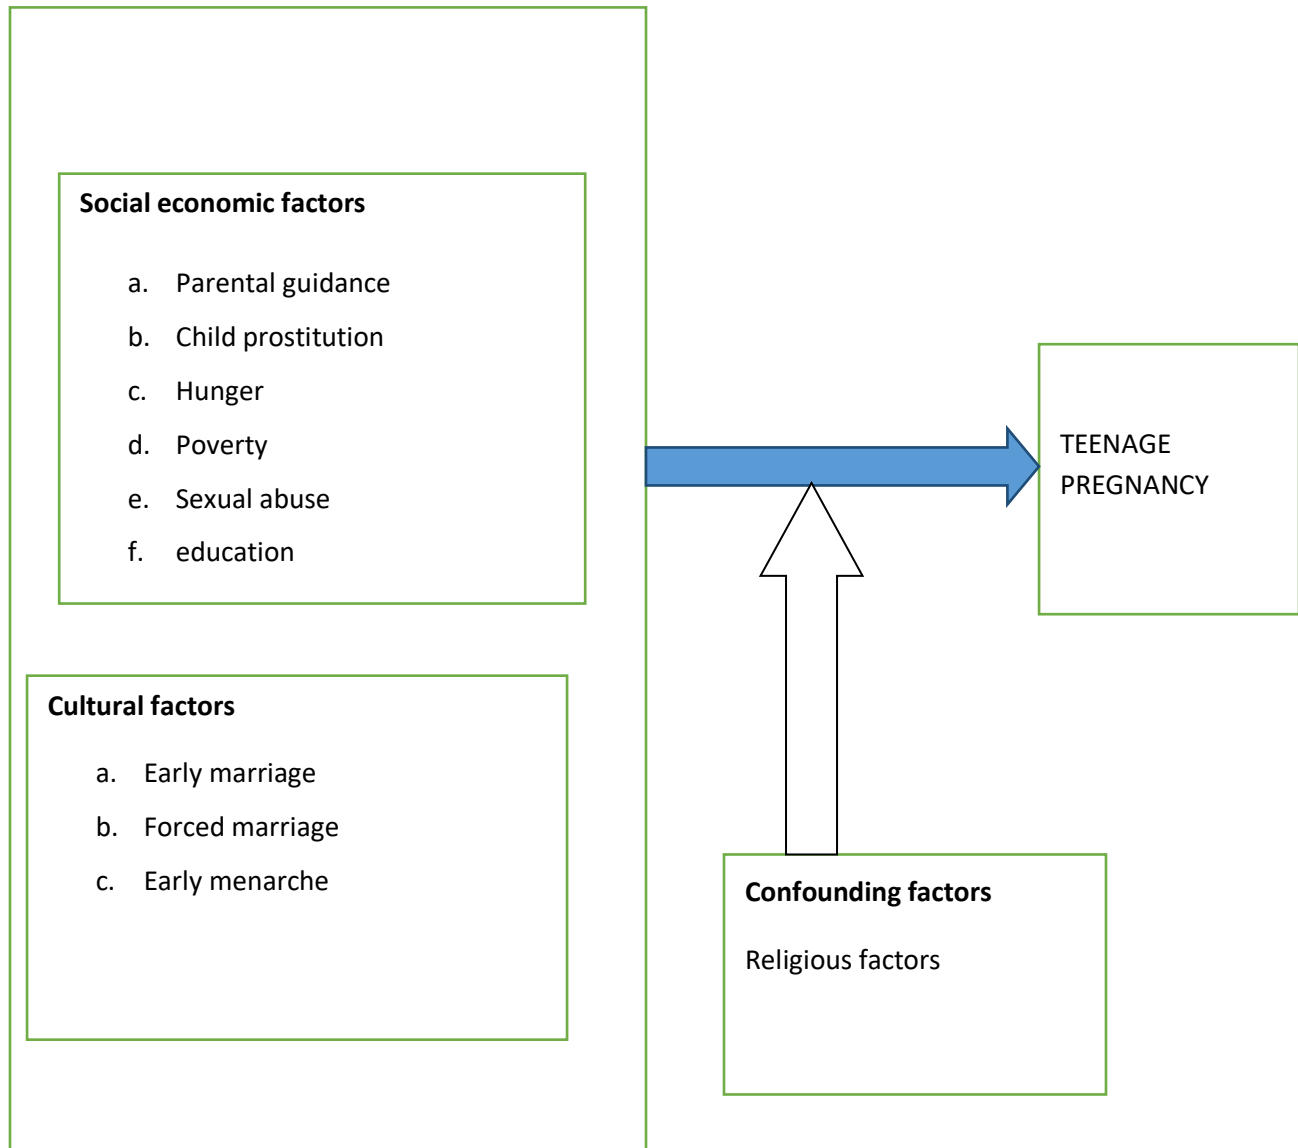 Social economic factors
a. Parental guidance
b. Child prostitution
c. Hunger
d. Poverty
e. Sexual abuse
f. education
Cultural factors
a. Early marriage
b. Forced marriage
c. Early menarche
TEENAGE
PREGNANCY
Confounding factors
Religious factors